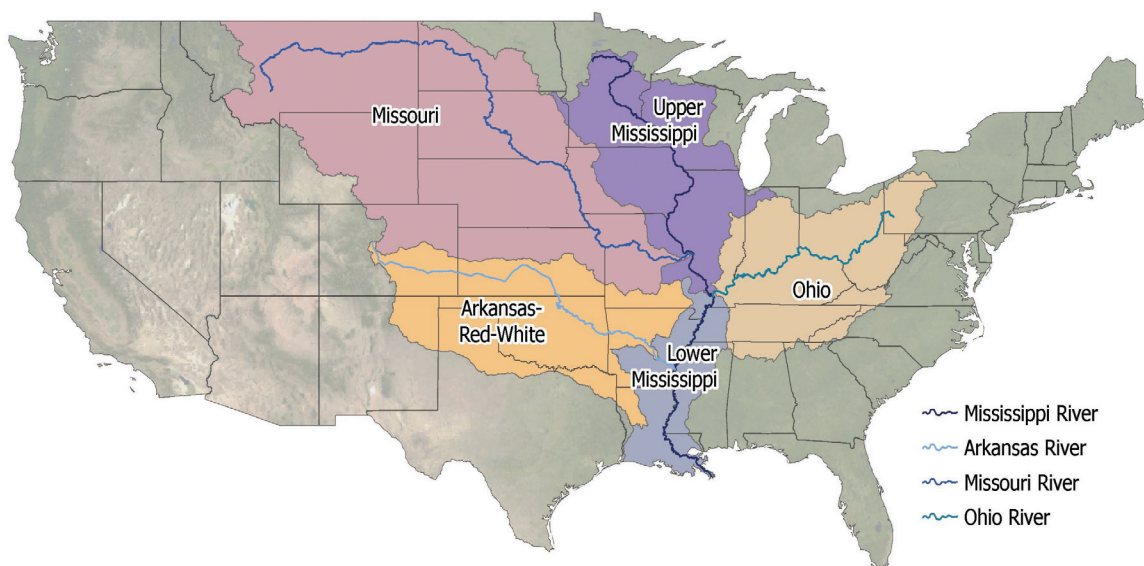 Missouri
Upper
Mississippi
Ohio
Arkansas-
Red-White
Lower
Mississippi
Mississippi River
Arkansas River
Missouri River
Ohio River